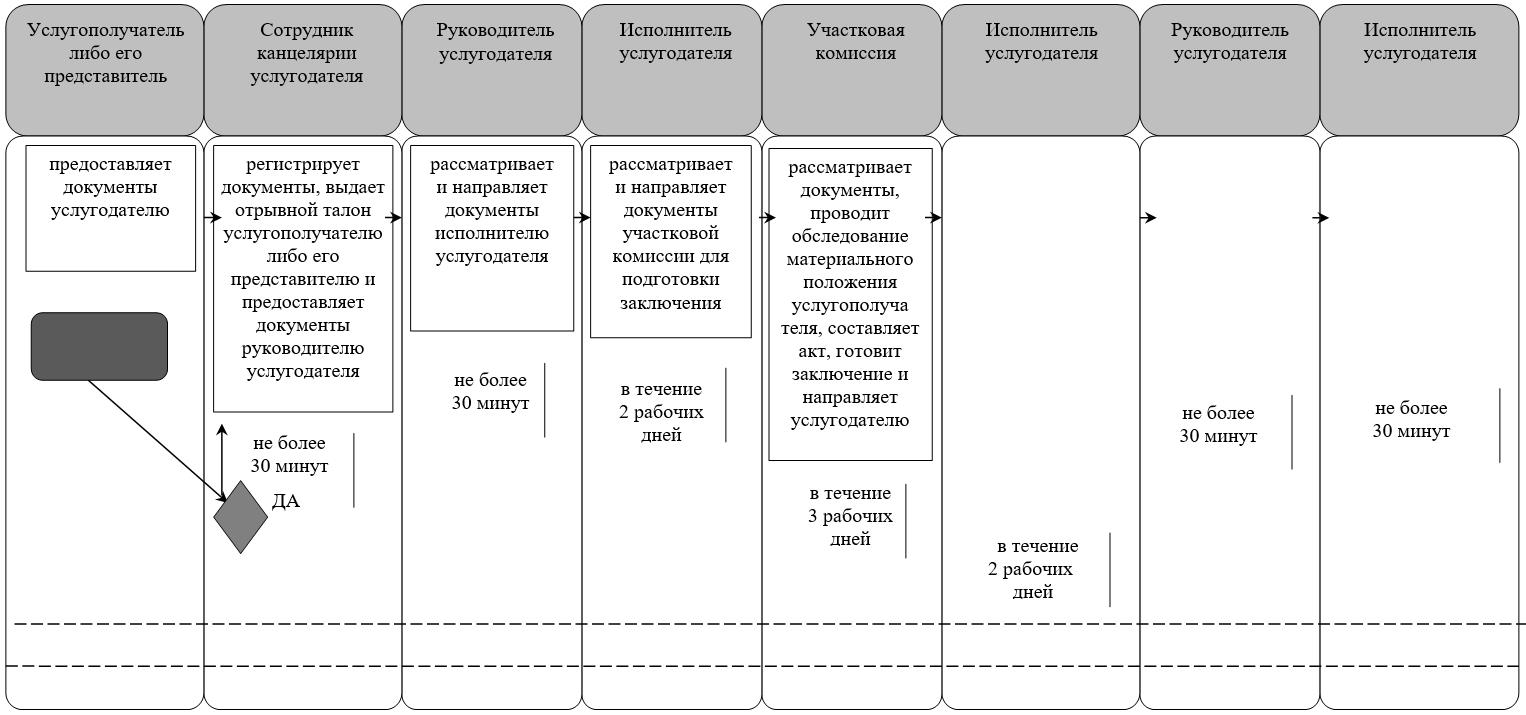 Услугополучатель
либо его
представитель
Сотрудник
канцелярии
услугодателя
Руководитель
услугодателя
Исполнитель
услугодателя
Участковая
комиссия
Исполнитель
услугодателя
Руководитель
услугодателя
Исполнитель
услугодателя
предоставляет
документы
услугодателю
регистрирует
документы, выдает
отрывной талон
услугополучателю
либо его
представителю и
предоставляет
документы
руководителю
услугодателя
не более
30 минут
ДА
рассматривает
и направляет
документы
исполнителю
услугодателя
не более
30 минут
рассматривает
и направляет
документы
участковой
комиссии для
подготовки
заключения
в течение
2 рабочих
дней
рассматривает
документы,
проводит
обследование
материального
положения
услугополуча
теля, составляет
акт, готовит
заключение и
направляет
услугодателю
в течение
3 рабочих
дней
в течение
2 рабочих
дней
не более
30 минут
не более
30 минут